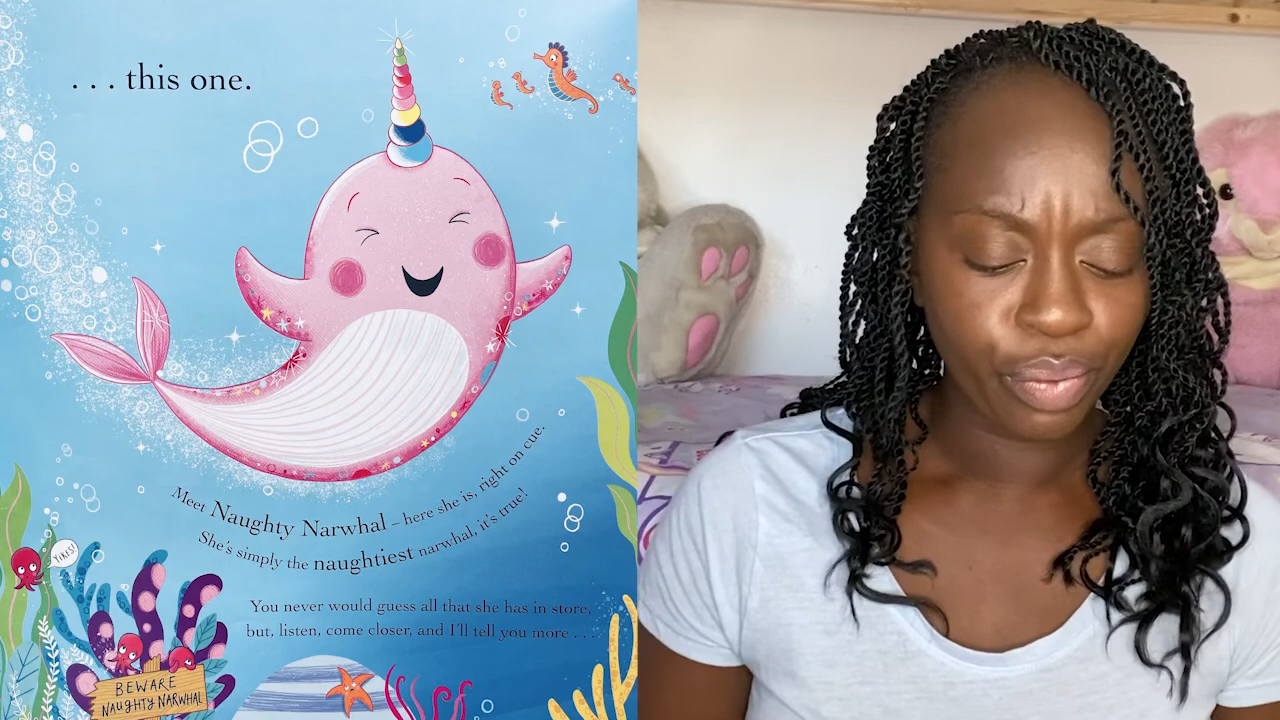 . . . this one.
Meet Naughty Narwhal – here she is, right on cue.
She's simply the naughtiest narwhal, it's true!
You never would guess all that she has in store,
but, listen, come closer, and I'll tell you more . . . .
YIKES!
BEWARE
NAUGHTY NARWHAL